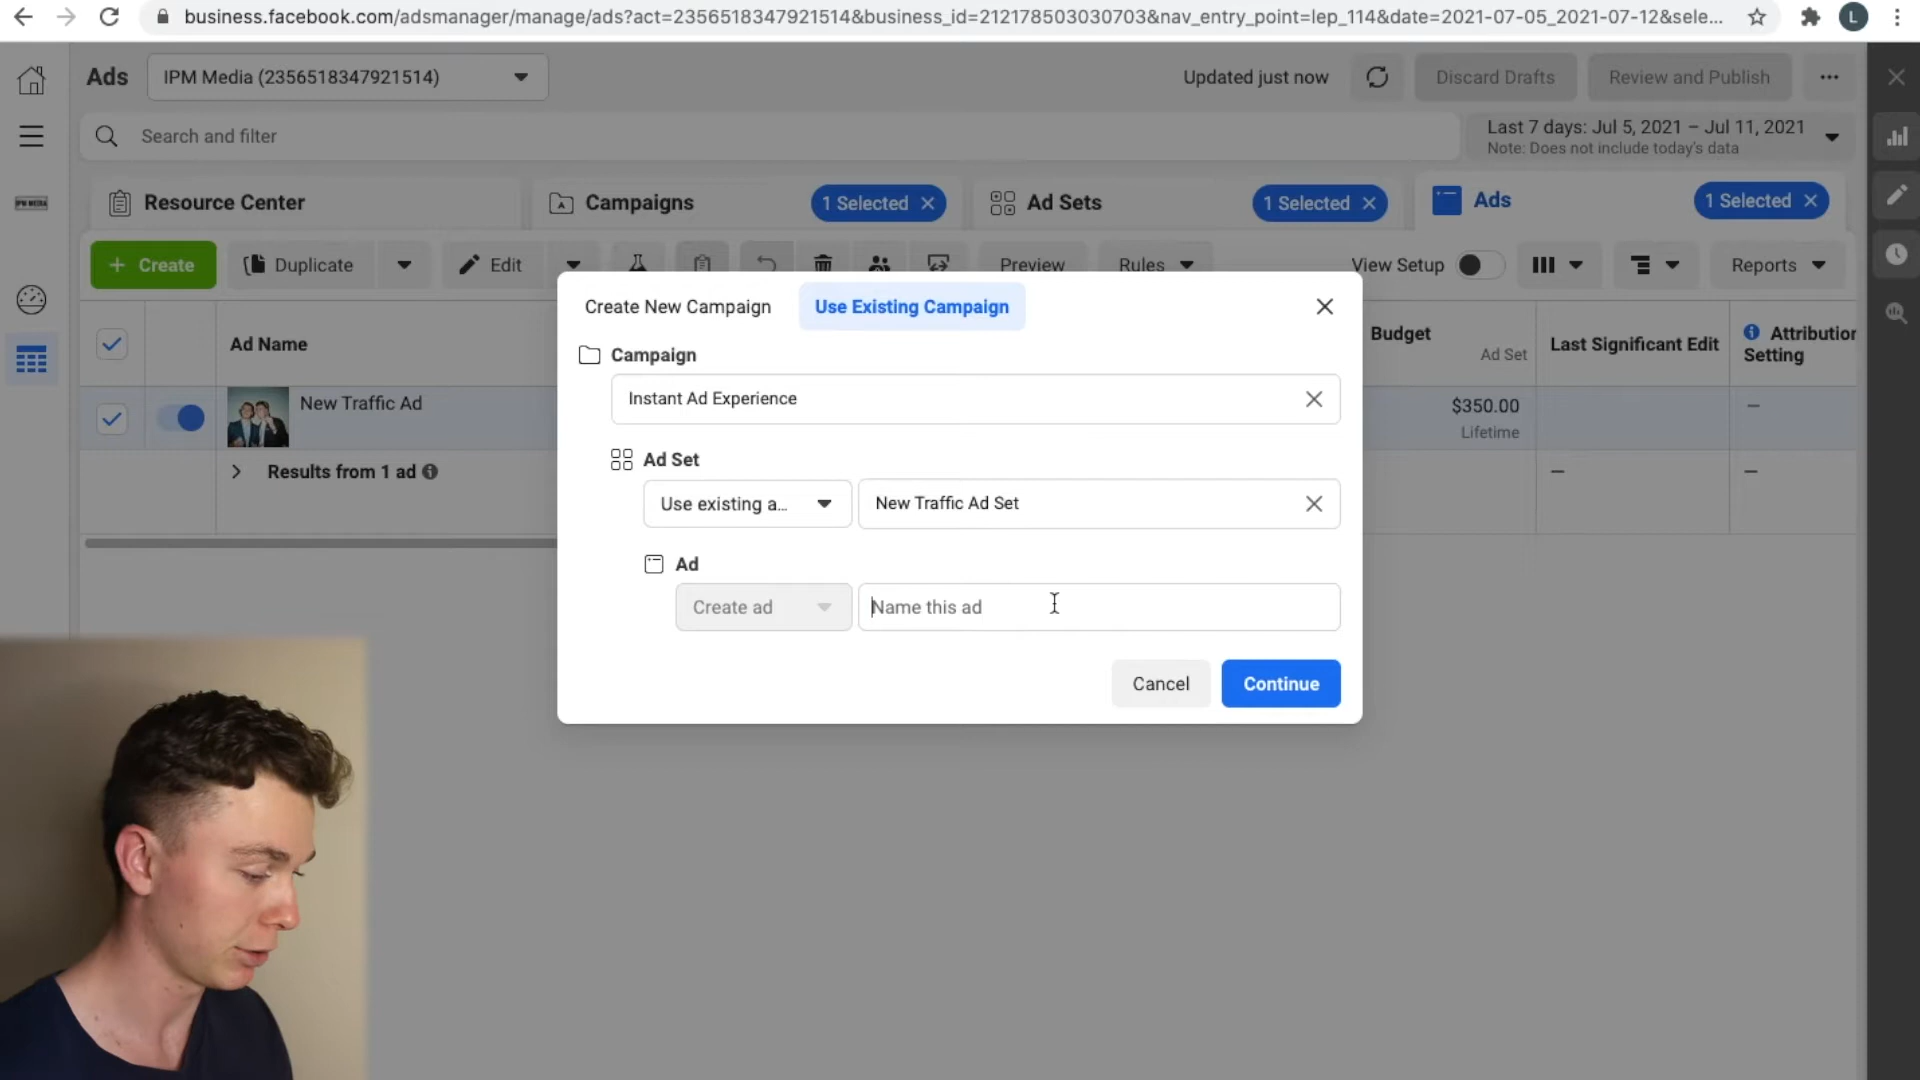 business.facebook.com/adsmanager/manage/ads?act=2356518347921514&business_id=212178503030703&nav_entry_point=lep_114&date=2021-07-05_2021-07-12&sele...
L
Ads
IPM Media (2356518347921514)
Updated just now
Discard Drafts
Review and Publish
Search and filter
Last 7 days: Jul 5, 2021 – Jul 11, 2021
Note: Does not include today's data
IPM MEDIA
Resource Center
Campaigns
1 Selected
Ad Sets
1 Selected
Ads
1 Selected
+ Create
Duplicate
Edit
Preview
Rules
View Setup
Reports
Create New Campaign
Use Existing Campaign
Ad Name
Budget
Ad Set
Last Significant Edit
Attribution
Setting
Campaign
Instant Ad Experience
New Traffic Ad
$350.00
Lifetime
—
Results from 1 ad
—
—
Ad Set
Use existing a...
New Traffic Ad Set
Ad
Create ad
Name this ad
Cancel
Continue